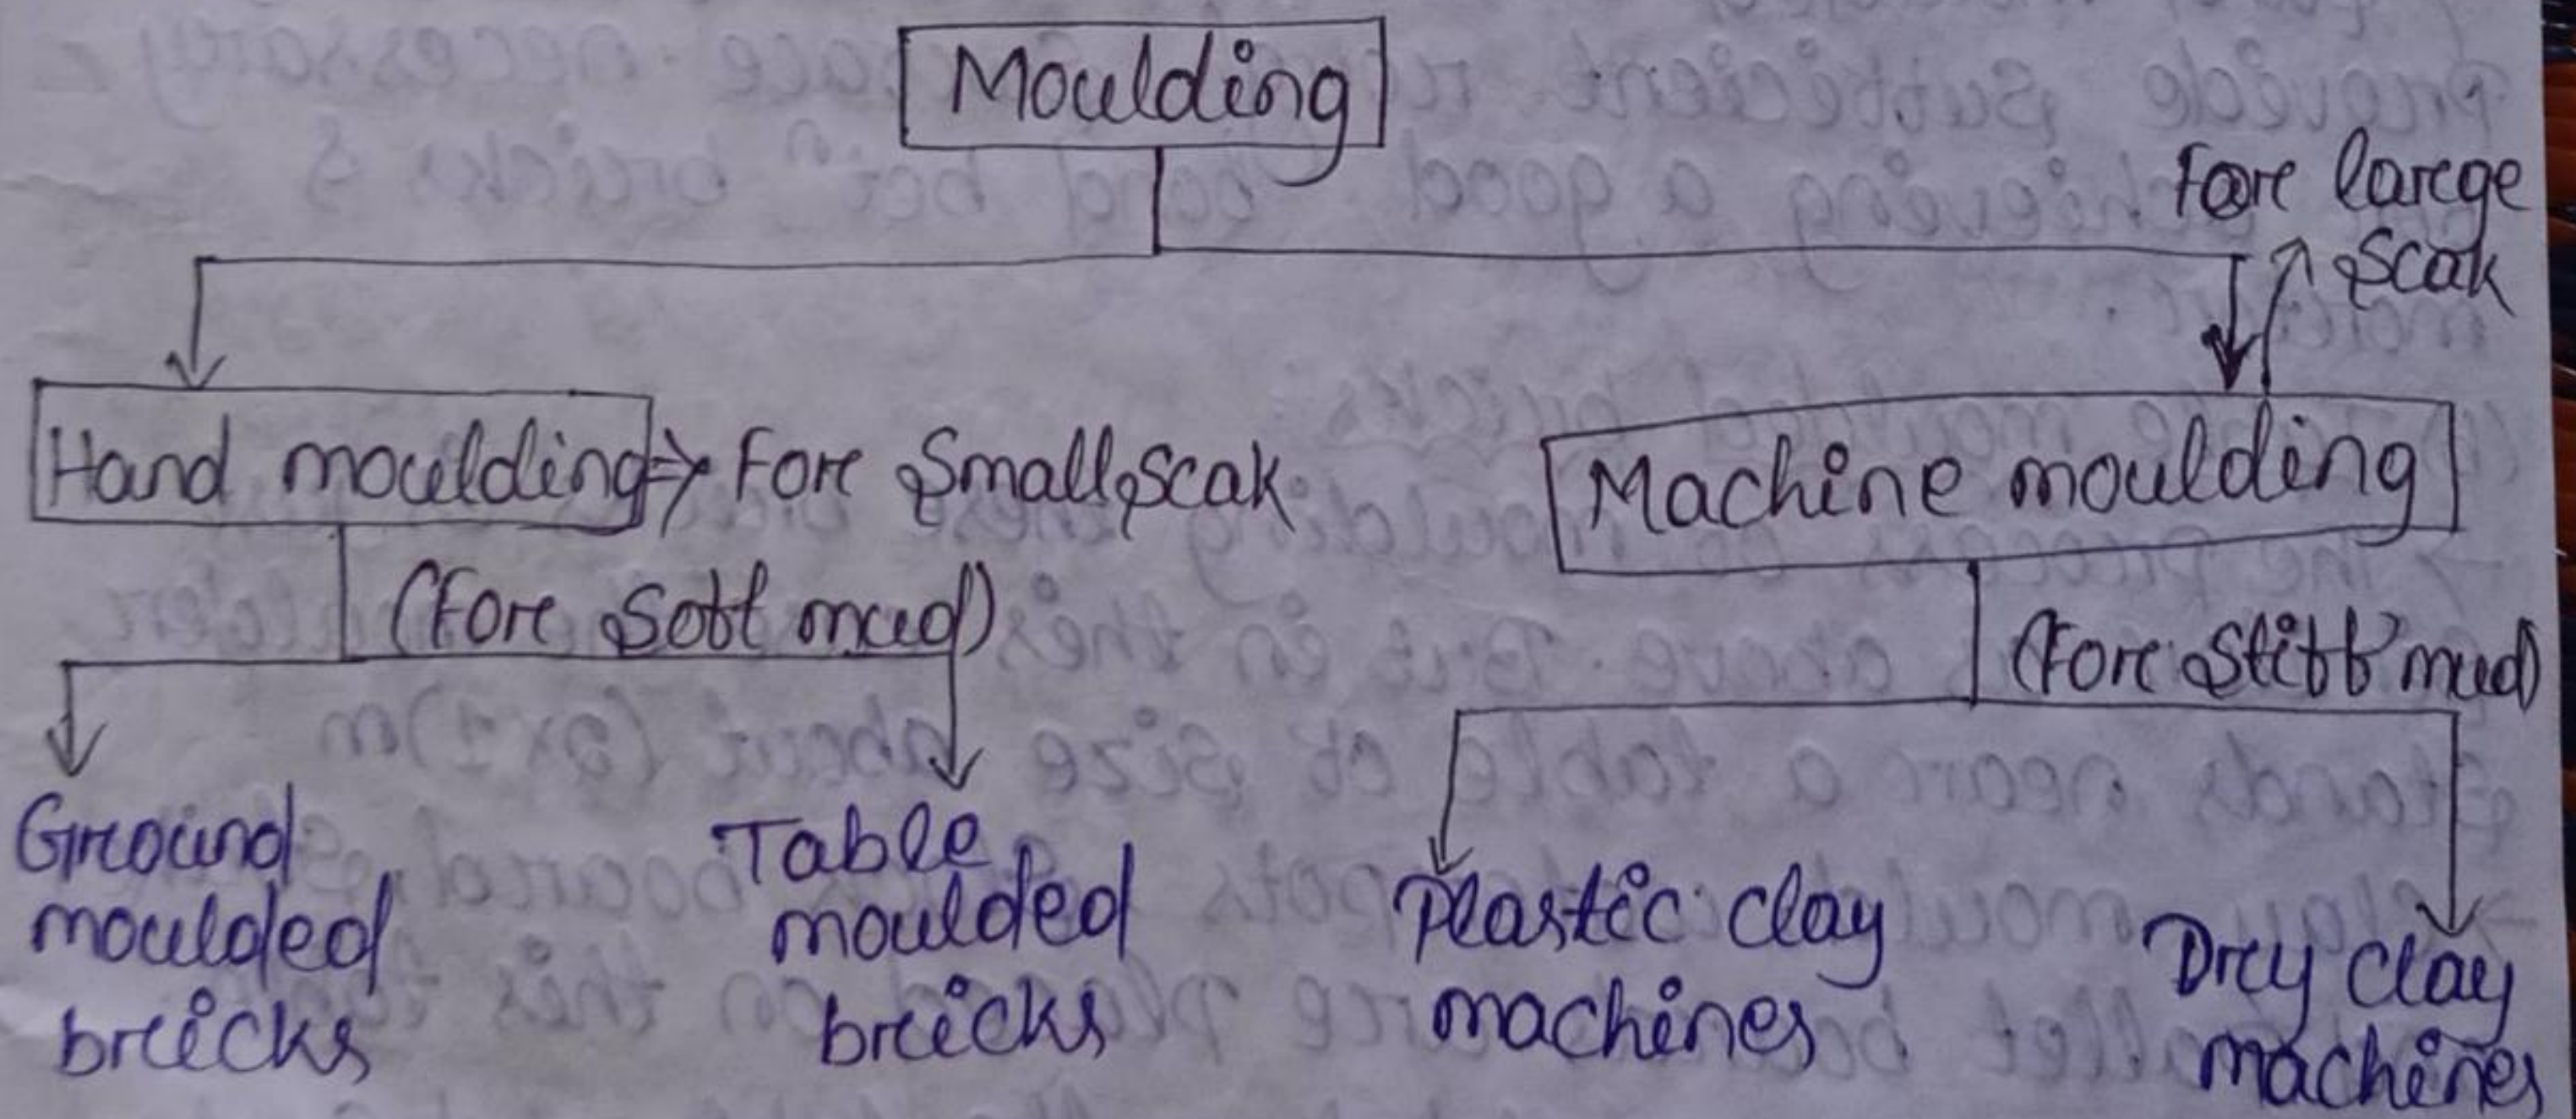 Moulding
For large
scale
Hand moulding => For small scale
Machine moulding
(For soft mud)
(For stiff mud)
Ground
moulded
bricks
Table
moulded
bricks
Plastic clay
machines
Dry clay
machines